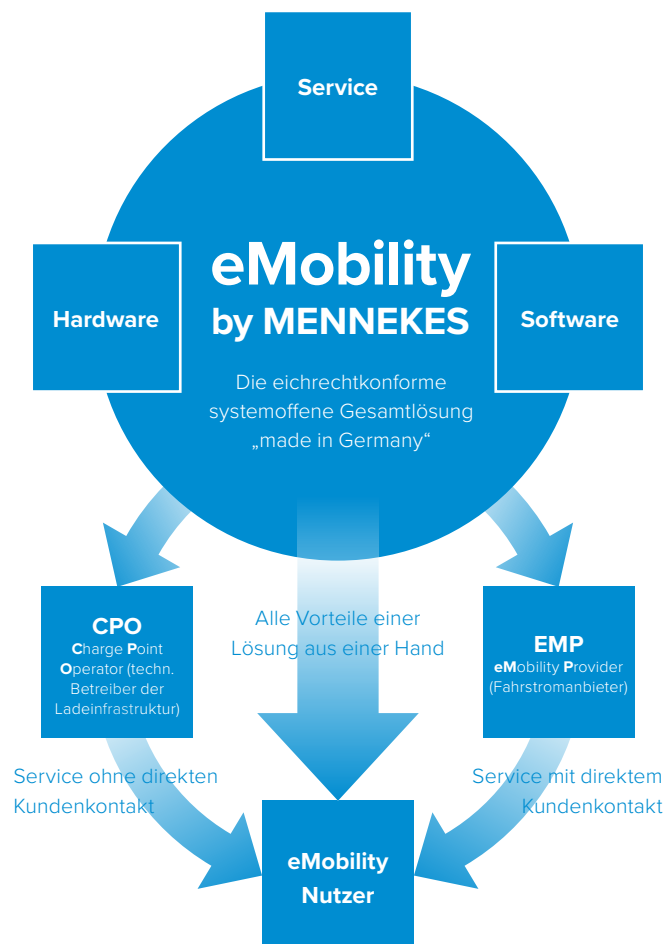 Service
Hardware
eMobility
by MENNEKES
Software
Die eichrechtkonforme
systemoffene Gesamtlösung
„made in Germany“
CPO
Charge Point
Operator (techn.
Betreiber der
Ladeinfrastruktur)
Alle Vorteile einer
Lösung aus einer Hand
EMP
eMobility Provider
(Fahrstromanbieter)
Service ohne direkten
Kundenkontakt
Service mit direktem
Kundenkontakt
eMobility
Nutzer